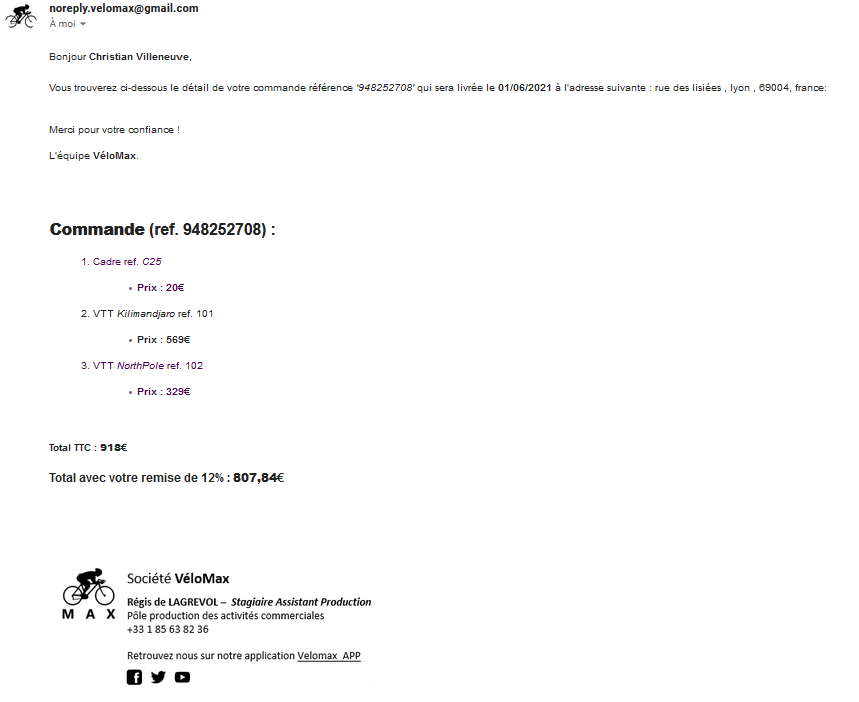 noreply.velomax@gmail.com
À moi
Bonjour Christian Villeneuve,
Vous trouverez ci-dessous le détail de votre commande référence '948252708' qui sera livrée le 01/06/2021 à l'adresse suivante : rue des lisiées , lyon , 69004, france:
Merci pour votre confiance !
L'équipe VéloMax.
Commande (ref. 948252708) :
1. Cadre ref. C25
• Prix : 20€
2. VTT Kilimandjaro ref. 101
• Prix : 569€
3. VTT NorthPole ref. 102
• Prix : 329€
Total TTC : 918€
Total avec votre remise de 12% : 807,84€
M A X
Société VéloMax
Régis de LAGREVOL – Stagiaire Assistant Production
Pôle production des activités commerciales
+33 1 85 63 82 36
Retrouvez nous sur notre application Velomax_APP